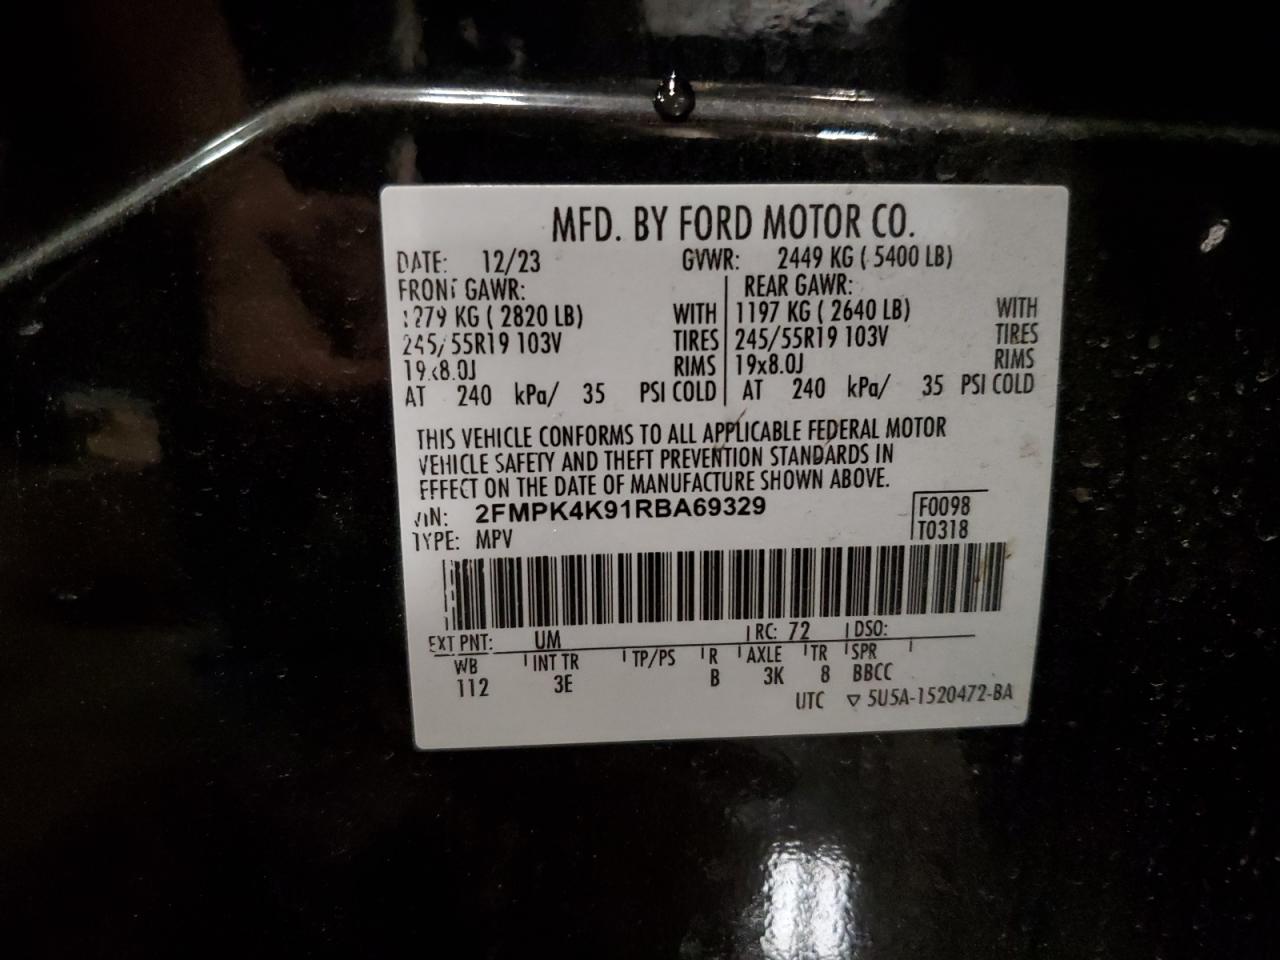 MFD. BY FORD MOTOR CO.
DATE: 12/23 GVWR: 2449 KG ( 5400 LB)
FRONT GAWR: REAR GAWR:
1279 KG ( 2820 LB) WITH 1197 KG ( 2640 LB) WITH
245/55R19 103V TIRES 245/55R19 103V TIRES
19x8.0J RIMS 19x8.0J RIMS
AT 240 kPa/ 35 PSI COLD AT 240 kPa/ 35 PSI COLD
THIS VEHICLE CONFORMS TO ALL APPLICABLE FEDERAL MOTOR
VEHICLE SAFETY AND THEFT PREVENTION STANDARDS IN
EFFECT ON THE DATE OF MANUFACTURE SHOWN ABOVE.
VIN: 2FMPK4K91RBA69329 F0098
TYPE: MPV T0318
EXT PNT: UM RC: 72 DSO:
WB INT TR TP/PS R AXLE TR SPR
112 3E B 3K 8 BBCC
UTC ▽ 5U5A-1520472-BA